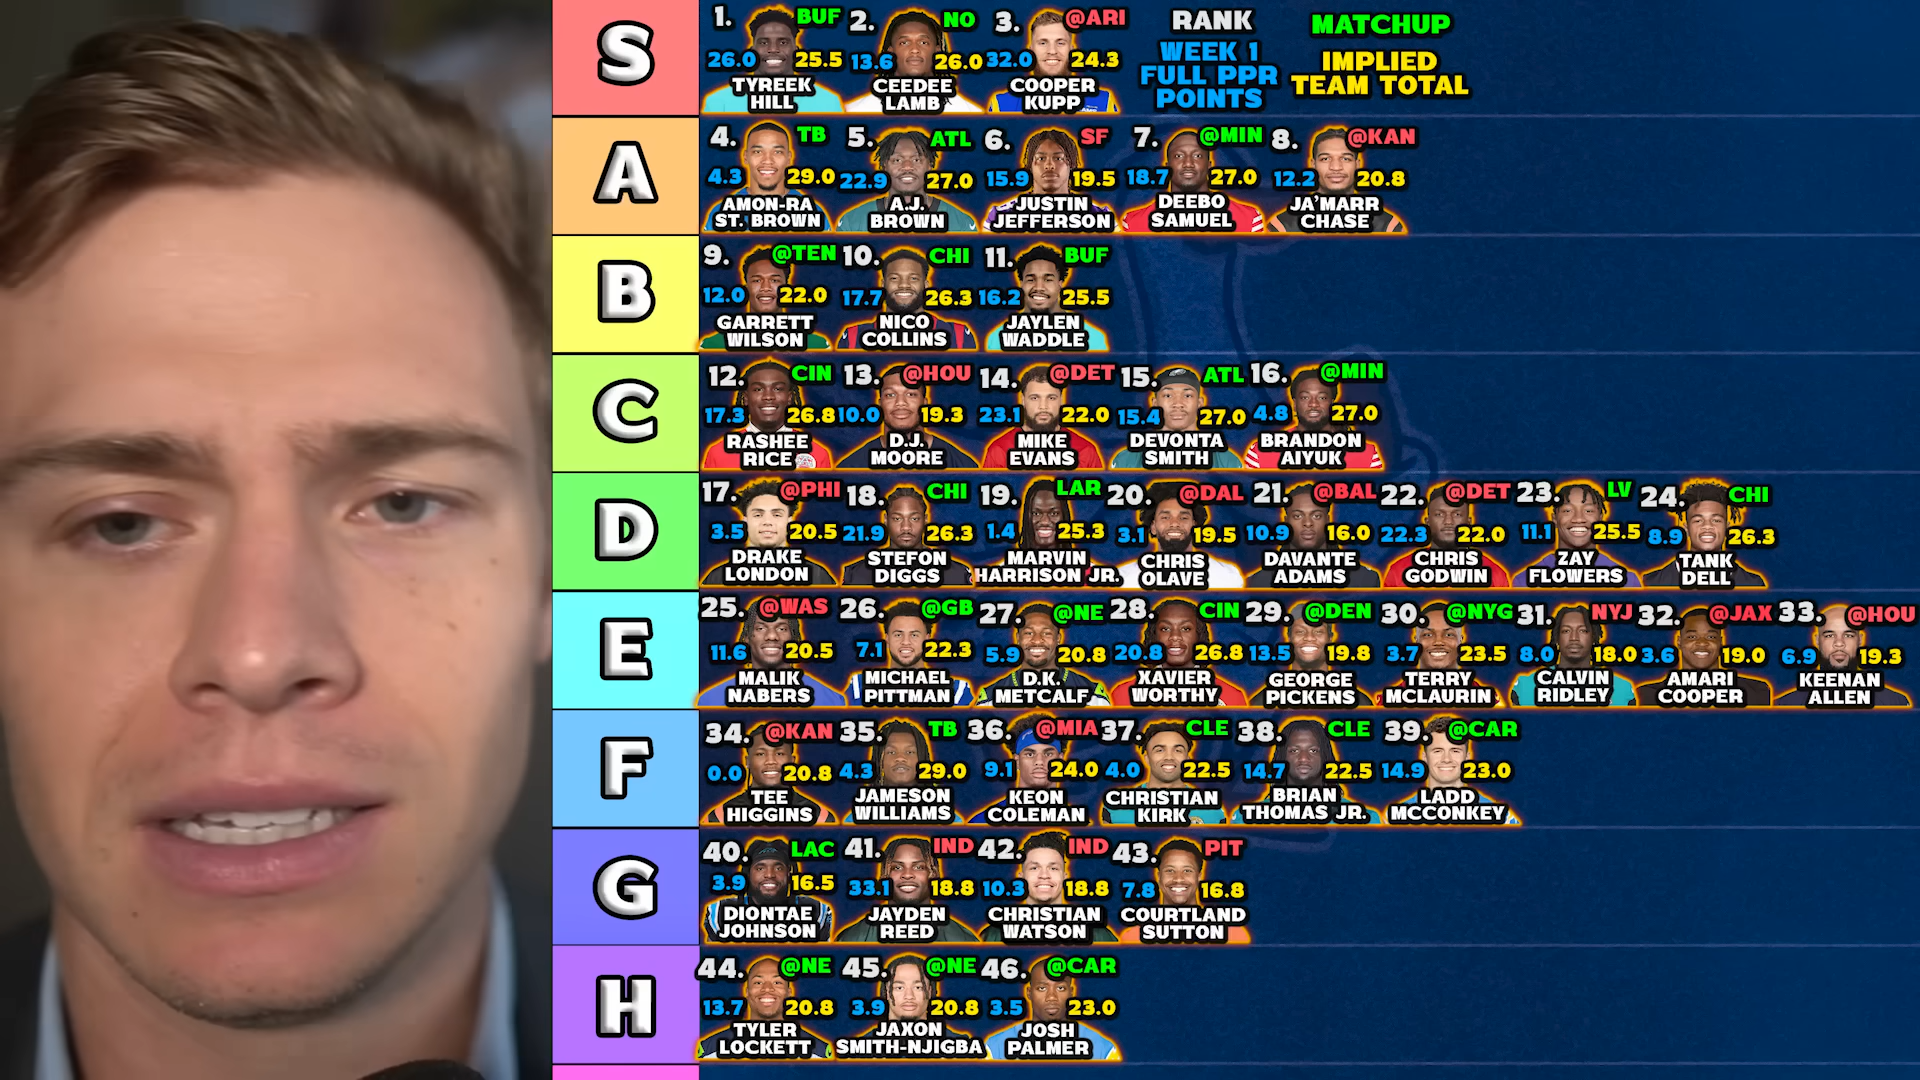 S
1. BUF
26.0 25.5
TYREEK
HILL
2. NO
13.6 26.0
CEEDEE
LAMB
3. @ARI
32.0 24.3
COOPER
KUPP
RANK
WEEK 1
FULL PPR
POINTS
MATCHUP
IMPLIED
TEAM TOTAL
A
4. TB
4.3 29.0
AMON-RA
ST. BROWN
5. ATL
22.9 27.0
A.J.
BROWN
6. SF
15.9 19.5
JUSTIN
JEFFERSON
7. @MIN
18.7 27.0
DEEBO
SAMUEL
8. @KAN
12.2 20.8
JA'MARR
CHASE
B
9. @TEN
12.0 22.0
GARRETT
WILSON
10. CHI
17.7 26.3
NICO
COLLINS
11. BUF
16.2 25.5
JAYLEN
WADDLE
C
12. CIN
17.3 26.8
RASHEE
RICE
13. @HOU
10.0 19.3
D.J.
MOORE
14. @DET
23.1 22.0
MIKE
EVANS
15. ATL
15.4 27.0
DEVONTA
SMITH
16. @MIN
4.8 27.0
BRANDON
AIYUK
D
17. @PHI
3.5 20.5
DRAKE
LONDON
18. CHI
21.9 26.3
STEFON
DIGGS
19. LAR
1.4 25.3
MARVIN
HARRISON JR.
20. @DAL
3.1 19.5
CHRIS
OLAVE
21. @BAL
10.9 16.0
DAVANTE
ADAMS
22. @DET
22.3 22.0
CHRIS
GODWIN
23. LV
11.1 25.5
ZAY
FLOWERS
24. CHI
8.9 26.3
TANK
DELL
E
25. @WAS
11.6 20.5
MALIK
NABERS
26. @GB
7.1 22.3
MICHAEL
PITTMAN
27. @NE
5.9 20.8
D.K.
METCALF
28. CIN
20.8 26.8
XAVIER
WORTHY
29. @DEN
13.5 19.8
GEORGE
PICKENS
30. @NYG
3.7 23.5
TERRY
MCLAURIN
31. NYJ
8.0 18.0
CALVIN
RIDLEY
32. @JAX
3.6 19.0
AMARI
COOPER
33. @HOU
6.9 19.3
KEENAN
ALLEN
F
34. @KAN
0.0 20.8
TEE
HIGGINS
35. TB
4.3 29.0
JAMESON
WILLIAMS
36. @MIA
9.1 24.0
KEON
COLEMAN
37. CLE
4.0 22.5
CHRISTIAN
KIRK
38. CLE
14.7 22.5
BRIAN
THOMAS JR.
39. @CAR
14.9 23.0
LADD
MCCONKEY
G
40. LAC
3.9 16.5
DIONTAE
JOHNSON
41. IND
33.1 18.8
JAYDEN
REED
42. IND
10.3 18.8
CHRISTIAN
WATSON
43. PIT
7.8 16.8
COURTLAND
SUTTON
H
44. @NE
13.7 20.8
TYLER
LOCKETT
45. @NE
3.9 20.8
JAXON
SMITH-NJIGBA
46. @CAR
3.5 23.0
JOSH
PALMER